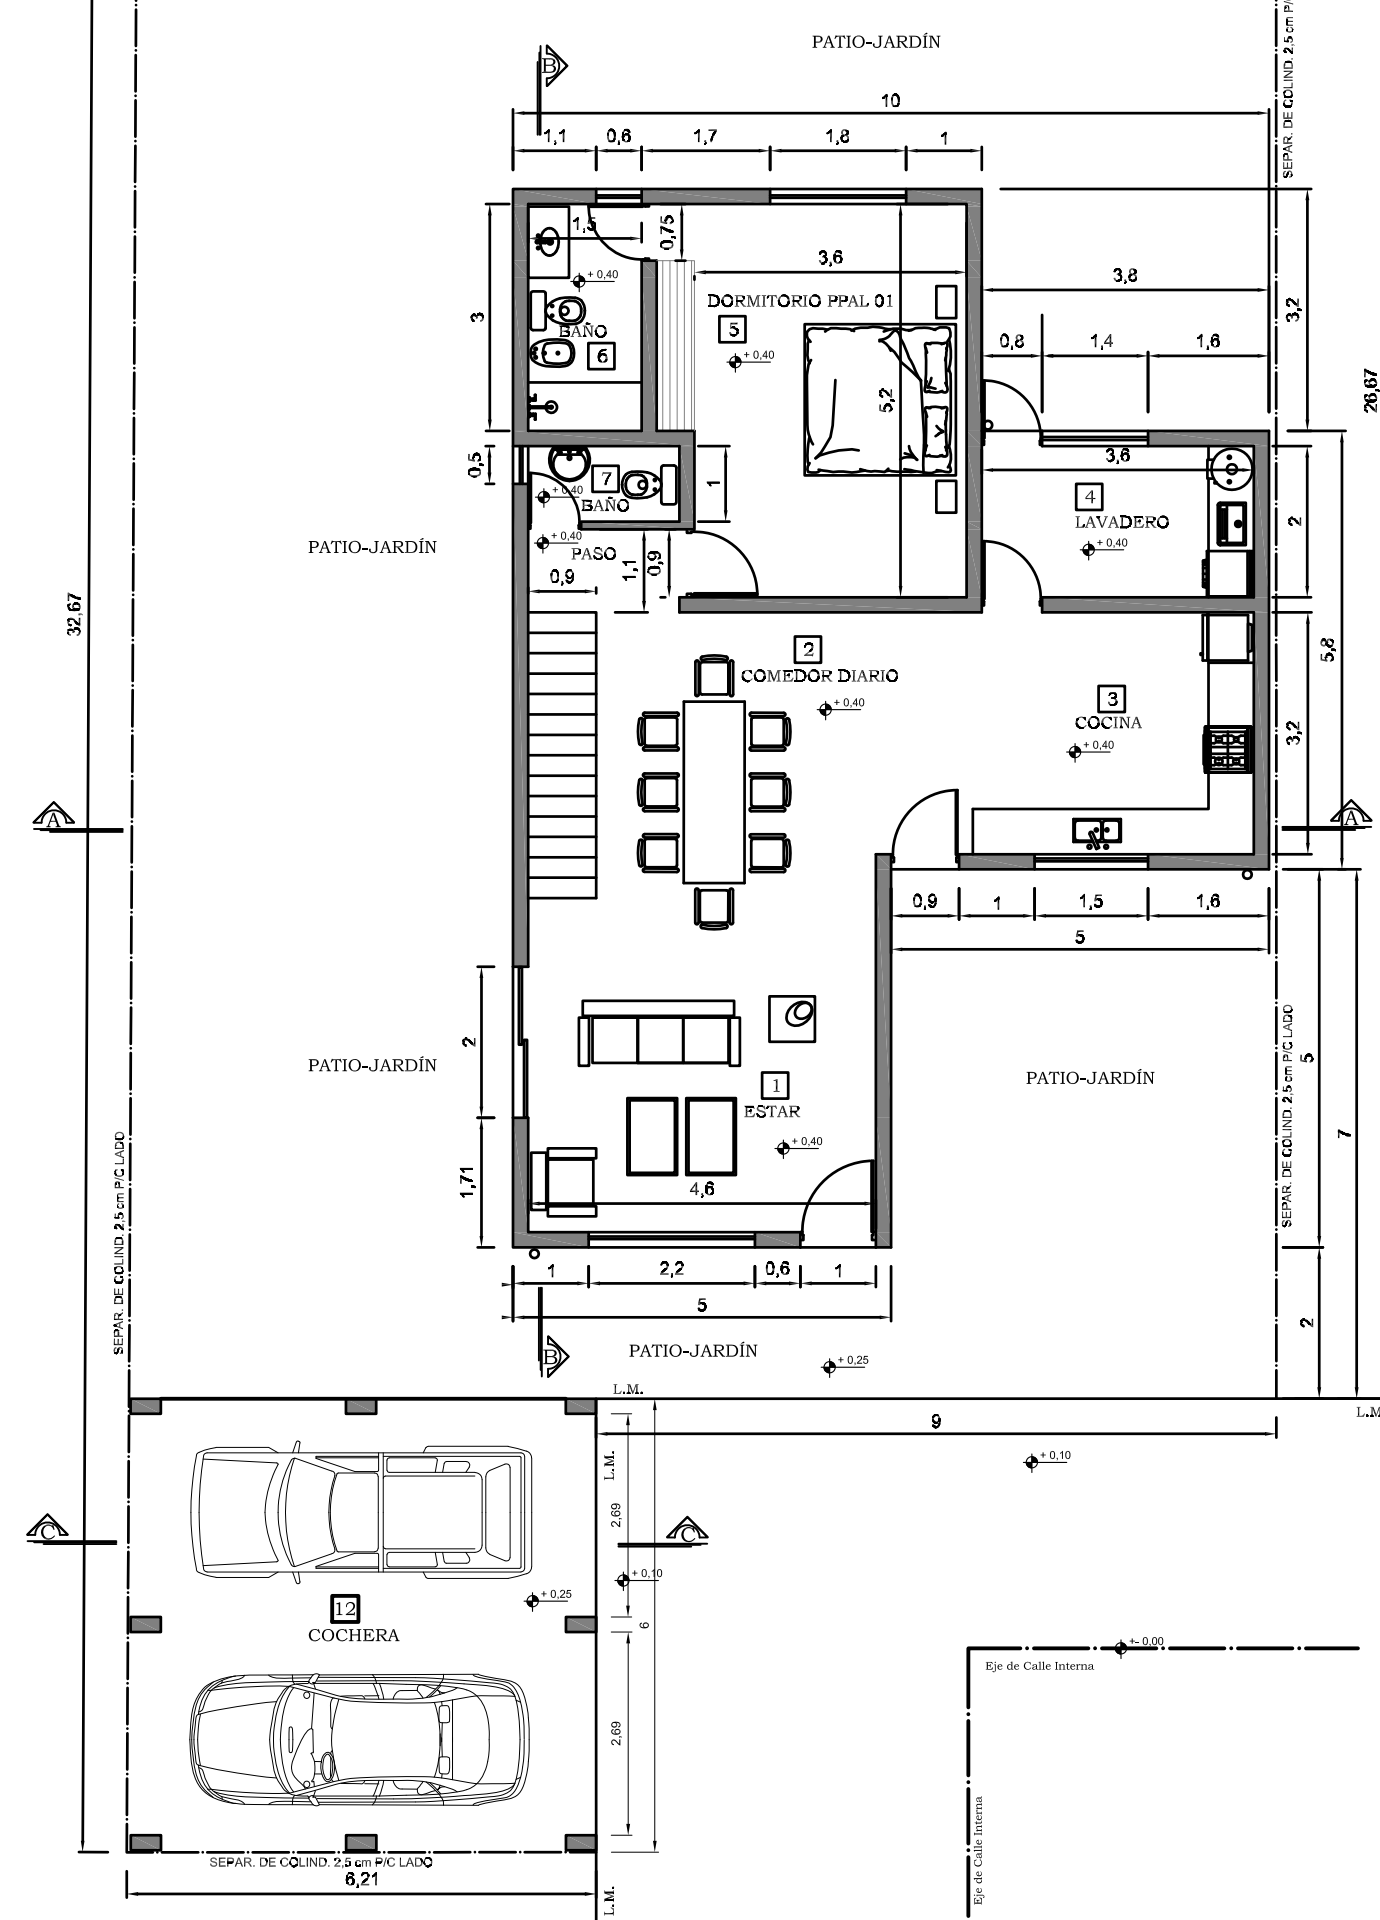 PATIO-JARDÍN
SEPAR. DE COLIND. 2,5 cm P/
B
10
1,1
0,6
1,7
1,8
1
1,5
0,75
3,6
3,8
3,2
+ 0,40
DORMITORIO PPAL 01
3
BAÑO
6
5
+ 0,40
0,8
1,4
1,6
5,2
26,67
0,5
7
+ 0,40
BAÑO
1
3,6
4
LAVADERO
+ 0,40
2
PATIO-JARDÍN
+ 0,40
PASO
0,9
1,1
0,9
32,67
2
COMEDOR DIARIO
+ 0,40
3
COCINA
+ 0,40
5,8
3,2
A
A
0,9
1
1,5
1,6
5
2
PATIO-JARDÍN
1
ESTAR
+ 0,40
PATIO-JARDÍN
SEPAR. DE COLIND. 2,5 cm P/C LADO
5
7
SEPAR. DE COLIND. 2,5 cm P/C LADO
1,71
4,6
1
2,2
0,6
1
5
2
B
PATIO-JARDÍN
+ 0,25
L.M.
L.M
9
+ 0,10
L.M.
2,69
C
C
+ 0,10
+ 0,25
12
COCHERA
6
+- 0,00
Eje de Calle Interna
2,69
Eje de Calle Interna
SEPAR. DE COLIND. 2,5 cm P/C LADO
6,21
L.M.